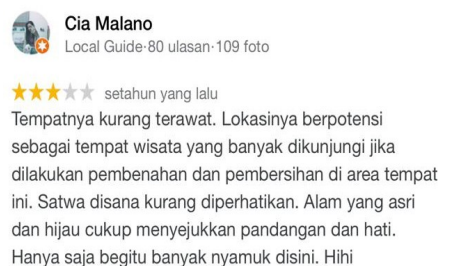 Cia Malano
Local Guide·80 ulasan·109 foto
setahun yang lalu
Tempatnya kurang terawat. Lokasinya berpotensi
sebagai tempat wisata yang banyak dikunjungi jika
dilakukan pembenahan dan pembersihan di area tempat
ini. Satwa disana kurang diperhatikan. Alam yang asri
dan hijau cukup menyejukkan pandangan dan hati.
Hanya saja begitu banyak nyamuk disini. Hihi